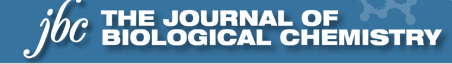 jbc THE JOURNAL OF
BIOLOGICAL CHEMISTRY